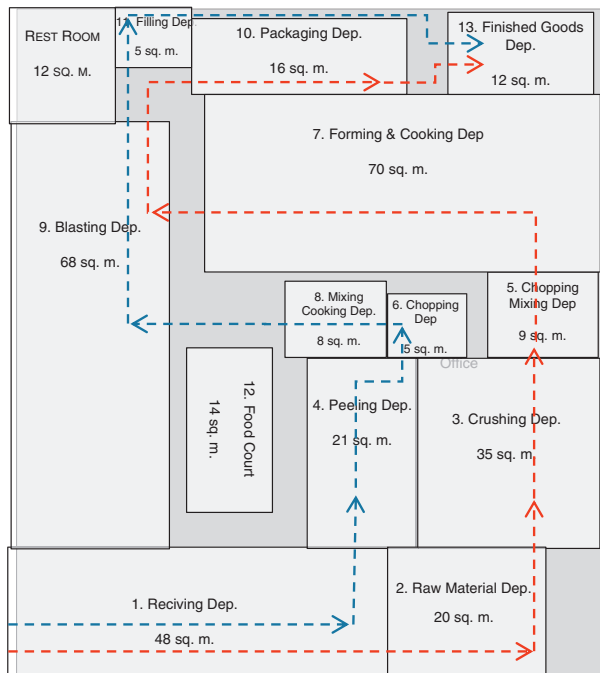 REST ROOM
12 SQ. M.
11. Filling Dep
5 sq. m.
10. Packaging Dep.
16 sq. m.
13. Finished Goods
Dep.
12 sq. m.
7. Forming & Cooking Dep
70 sq. m.
9. Blasting Dep.
68 sq. m.
8. Mixing
Cooking Dep.
8 sq. m.
6. Chopping
Dep
5 sq. m.
5. Chopping
Mixing Dep
9 sq. m.
Office
12. Food Court
14 sq. m.
4. Peeling Dep.
21 sq. m.
3. Crushing Dep.
35 sq. m
1. Reciving Dep.
48 sq. m.
2. Raw Material Dep.
20 sq. m.